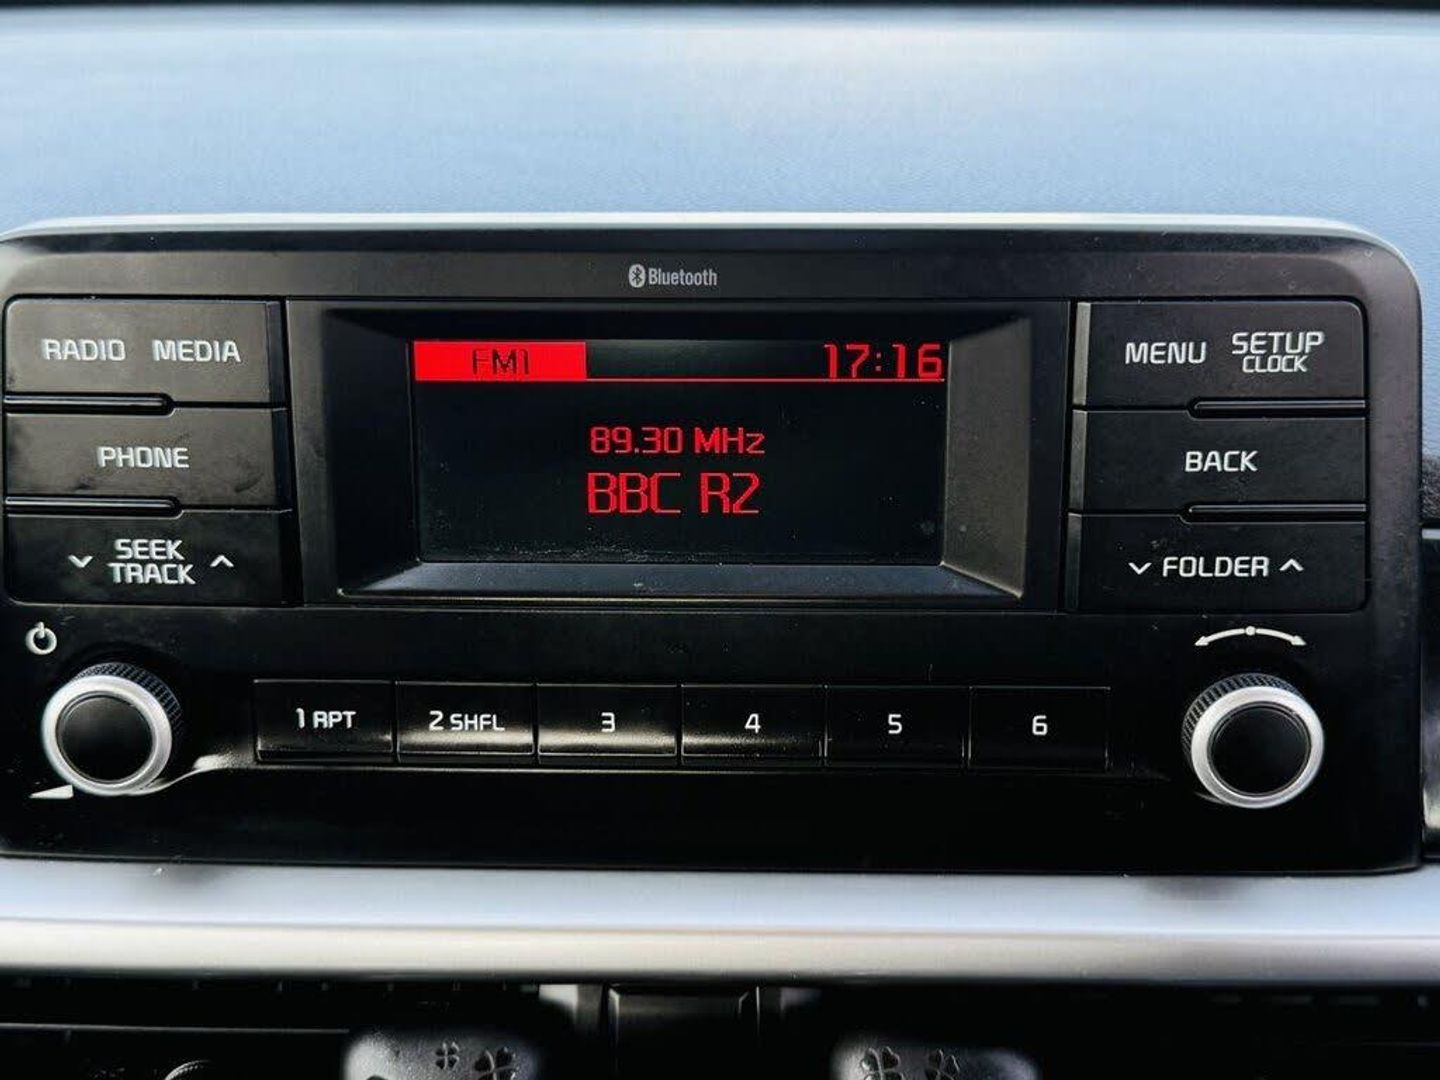 Bluetooth
RADIO MEDIA
FM1 17:16
MENU SETUP
CLOCK
PHONE
89.30 MHz
BBC R2
BACK
SEEK
TRACK
FOLDER
1 RPT
2 SHFL
3
4
5
6